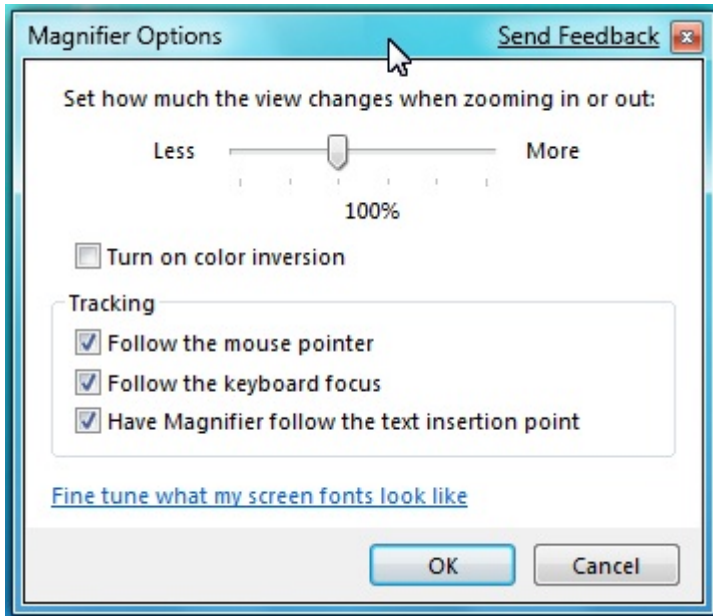 Magnifier Options Send Feedback
Set how much the view changes when zooming in or out:
Less More
100%
Turn on color inversion
Tracking
Follow the mouse pointer
Follow the keyboard focus
Have Magnifier follow the text insertion point
Fine tune what my screen fonts look like
OK Cancel